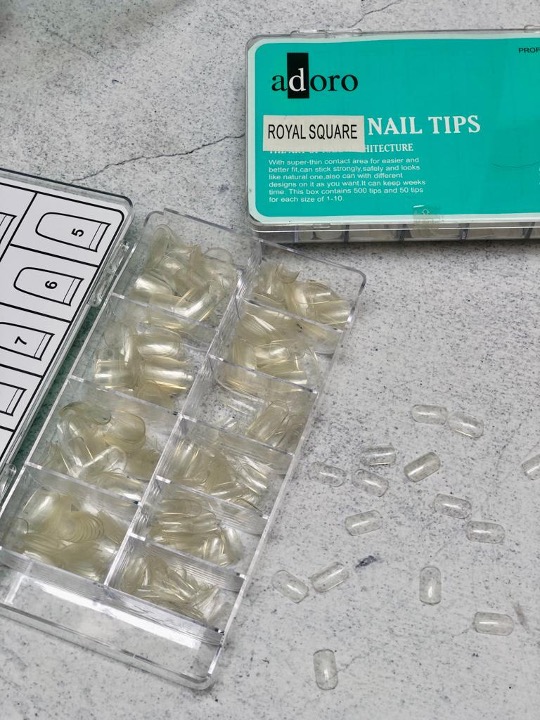 adoro
PROF
ROYAL SQUARE NAIL TIPS
HITECTURE
With super-thin contact area for easier and
better fit,can stick strongly,safely and looks
like natural one,also can with different
designs on it as you want.It can keep weeks
time. This box contains 500 tips and 50 tips
for each size of 1-10
5
6
7